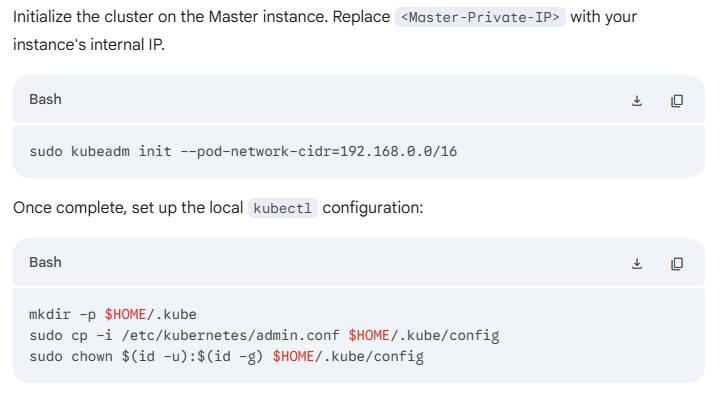 Initialize the cluster on the Master instance. Replace <Master-Private-IP> with your
instance's internal IP.
Bash
sudo kubeadm init --pod-network-cidr=192.168.0.0/16
Once complete, set up the local kubectl configuration:
Bash
mkdir -p $HOME/.kube
sudo cp -i /etc/kubernetes/admin.conf $HOME/.kube/config
sudo chown $(id -u):$(id -g) $HOME/.kube/config